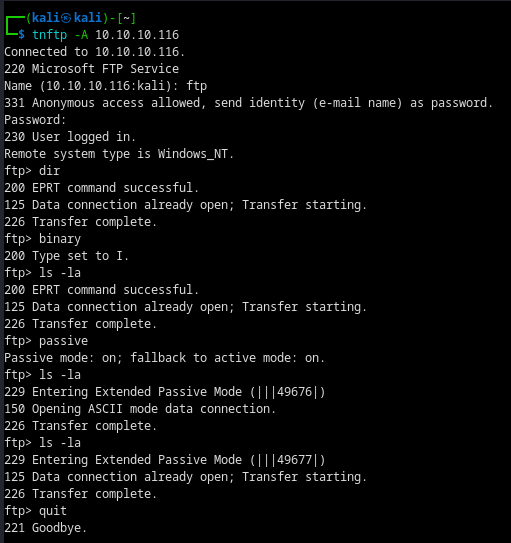 ┌──(kali㉿kali)-[~]
└─$ tnftp -A 10.10.10.116
Connected to 10.10.10.116.
220 Microsoft FTP Service
Name (10.10.10.116:kali): ftp
331 Anonymous access allowed, send identity (e-mail name) as password.
Password:
230 User logged in.
Remote system type is Windows_NT.
ftp> dir
200 EPRT command successful.
125 Data connection already open; Transfer starting.
226 Transfer complete.
ftp> binary
200 Type set to I.
ftp> ls -la
200 EPRT command successful.
125 Data connection already open; Transfer starting.
226 Transfer complete.
ftp> passive
Passive mode: on; fallback to active mode: on.
ftp> ls -la
229 Entering Extended Passive Mode (|||49676|)
150 Opening ASCII mode data connection.
226 Transfer complete.
ftp> ls -la
229 Entering Extended Passive Mode (|||49677|)
125 Data connection already open; Transfer starting.
226 Transfer complete.
ftp> quit
221 Goodbye.